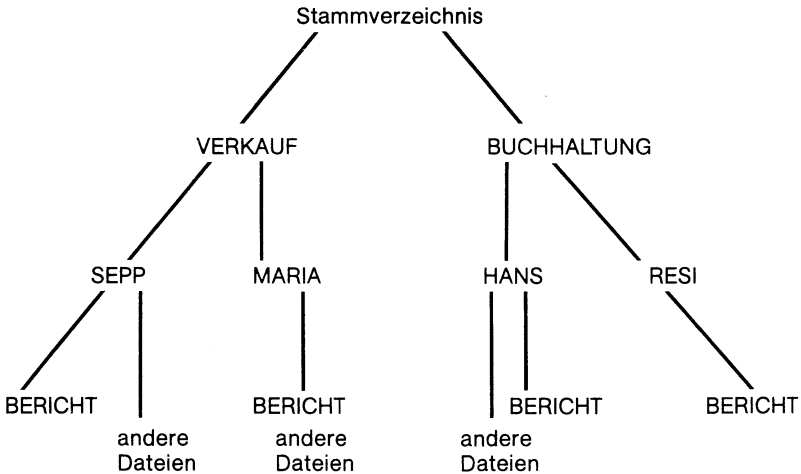 Stammverzeichnis
VERKAUF BUCHHALTUNG
SEPP MARIA HANS RESI
BERICHT BERICHT BERICHT BERICHT
andere andere andere
Dateien Dateien Dateien